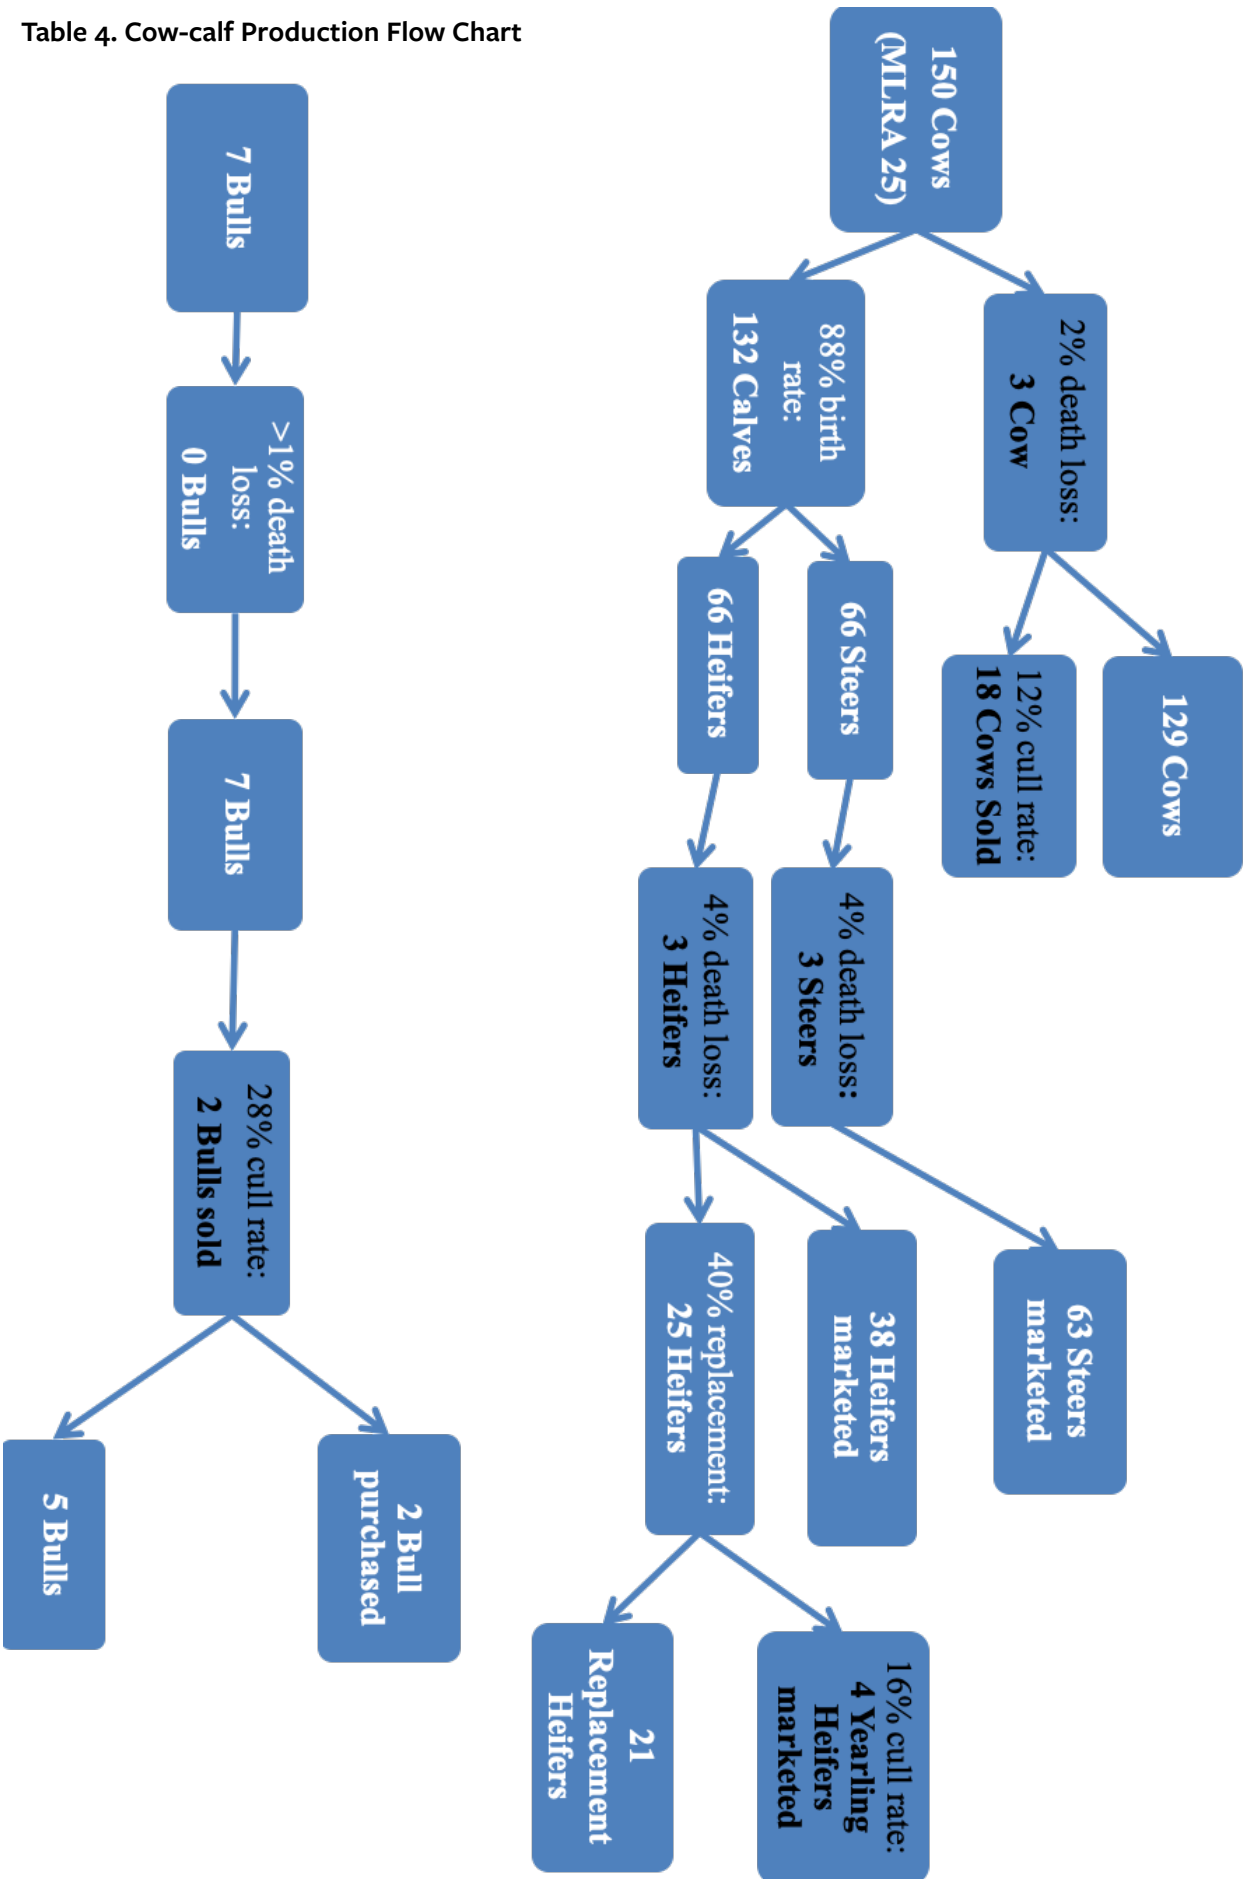 Table 4. Cow-calf Production Flow Chart
150 Cows
(MLRA 25)
2% death loss:
3 Cow
129 Cows
12% cull rate:
18 Cows Sold
88% birth
rate:
132 Calves
66 Steers
4% death loss:
3 Steers
63 Steers
marketed
66 Heifers
4% death loss:
3 Heifers
38 Heifers
marketed
40% replacement:
25 Heifers
16% cull rate:
4 Yearling
Heifers
marketed
21
Replacement
Heifers
7 Bulls
>1% death
loss:
0 Bulls
7 Bulls
28% cull rate:
2 Bulls sold
2 Bull
purchased
5 Bulls